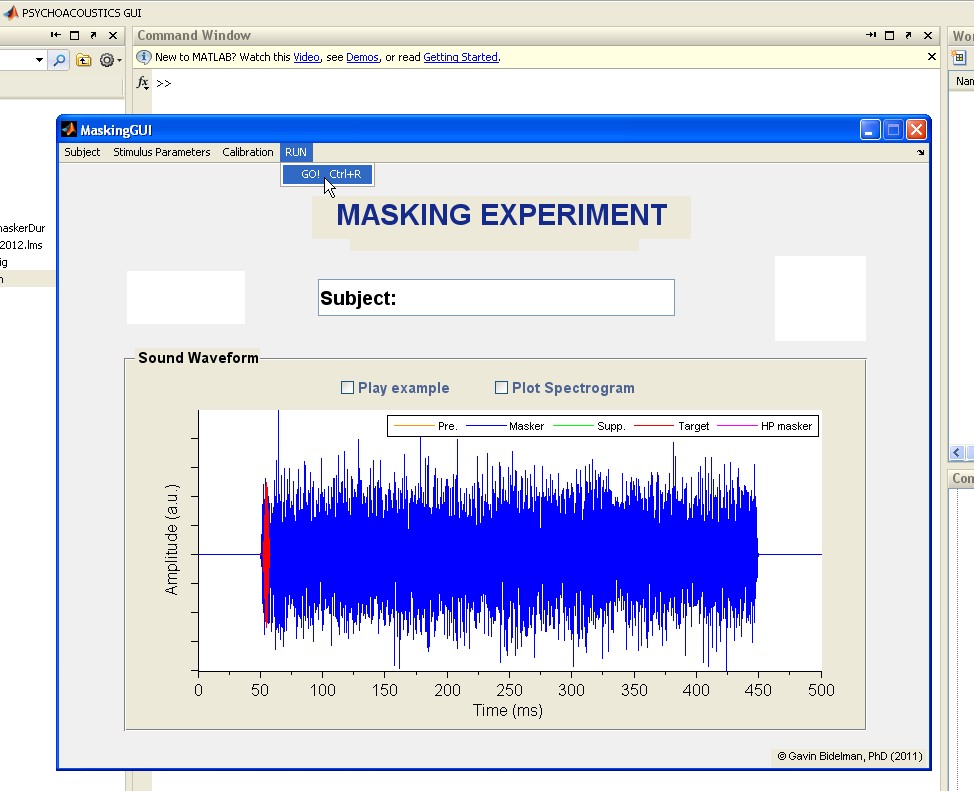 PSYCHOACOUSTICS GUI
Command Window
New to MATLAB? Watch this Video, see Demos, or read Getting Started.
fx >>
Nam
MaskingGUI
Subject Stimulus Parameters Calibration RUN
GO! Ctrl+R
MASKING EXPERIMENT
maskerDur
2012.lms
ig
n
Subject:
Sound Waveform
Play example Plot Spectrogram
Pre. Masker Supp. Target HP masker
Amplitude (a.u.)
0 50 100 150 200 250 300 350 400 450 500
Time (ms)
© Gavin Bidelman, PhD (2011)
Wor
Com